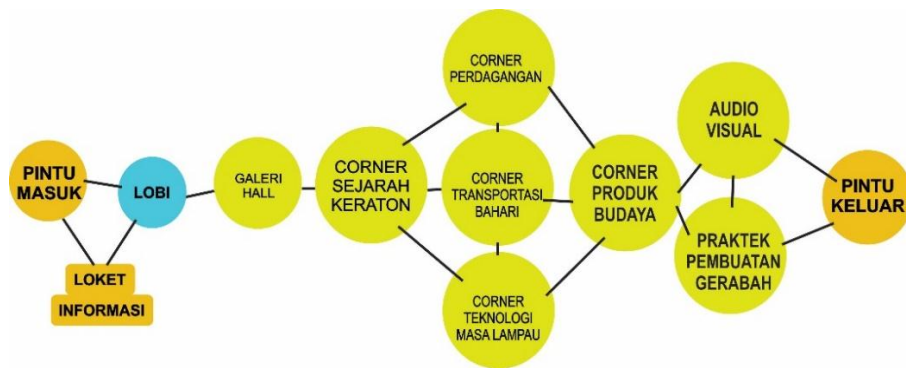 PINTU
MASUK
LOBI
LOKET
INFORMASI
GALERI
HALL
CORNER
SEJARAH
KERATON
CORNER
PERDAGANGAN
CORNER
TRANSPORTASI
BAHARI
CORNER
TEKNOLOGI
MASA LAMPAU
CORNER
PRODUK
BUDAYA
AUDIO
VISUAL
PRAKTEK
PEMBUATAN
GERABAH
PINTU
KELUAR